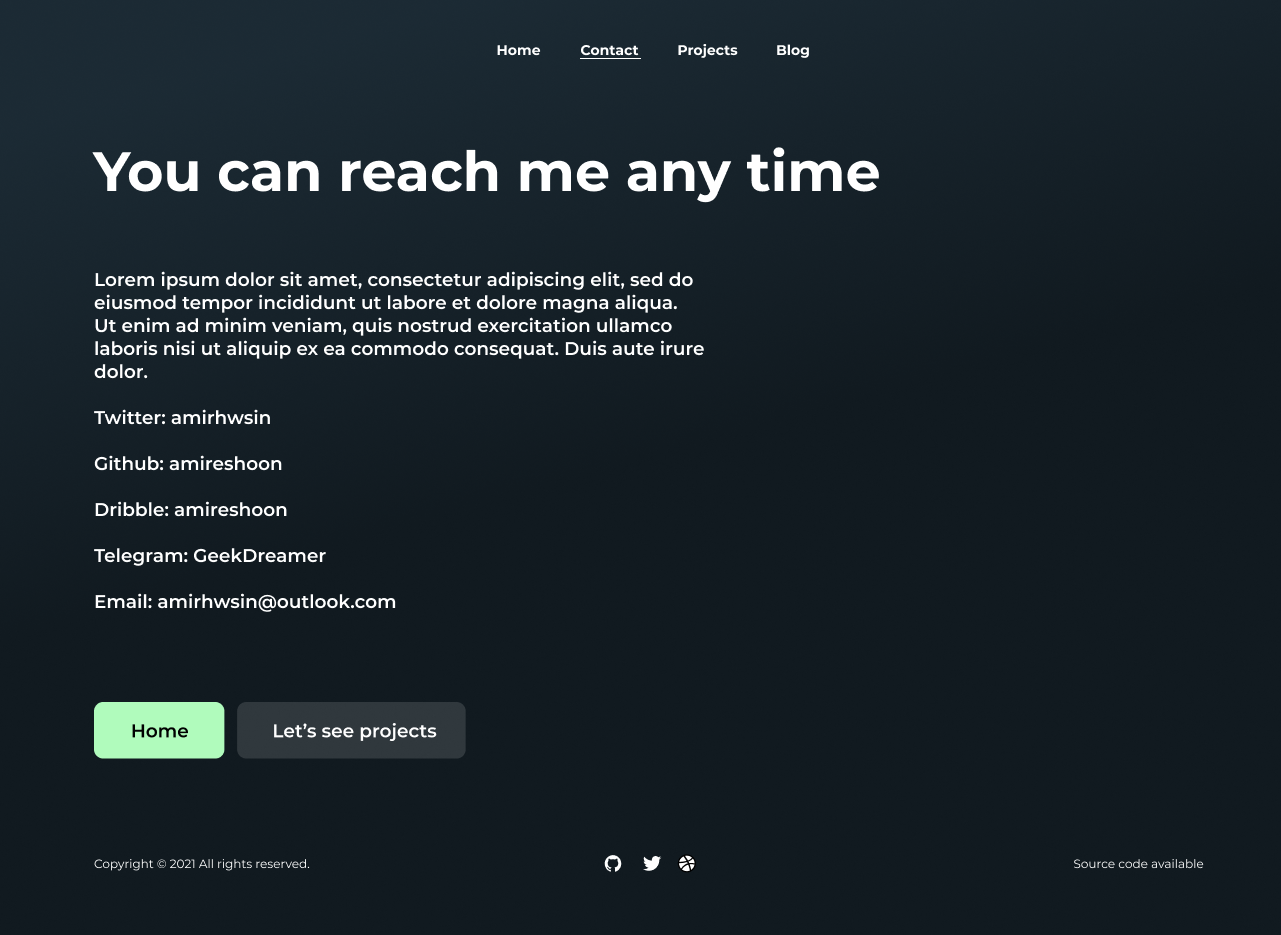 Home Contact Projects Blog
You can reach me any time
Lorem ipsum dolor sit amet, consectetur adipiscing elit, sed do
eiusmod tempor incididunt ut labore et dolore magna aliqua.
Ut enim ad minim veniam, quis nostrud exercitation ullamco
laboris nisi ut aliquip ex ea commodo consequat. Duis aute irure
dolor.
Twitter: amirhwsin
Github: amireshoon
Dribble: amireshoon
Telegram: GeekDreamer
Email: amirhwsin@outlook.com
Home Let’s see projects
Copyright © 2021 All rights reserved. Source code available